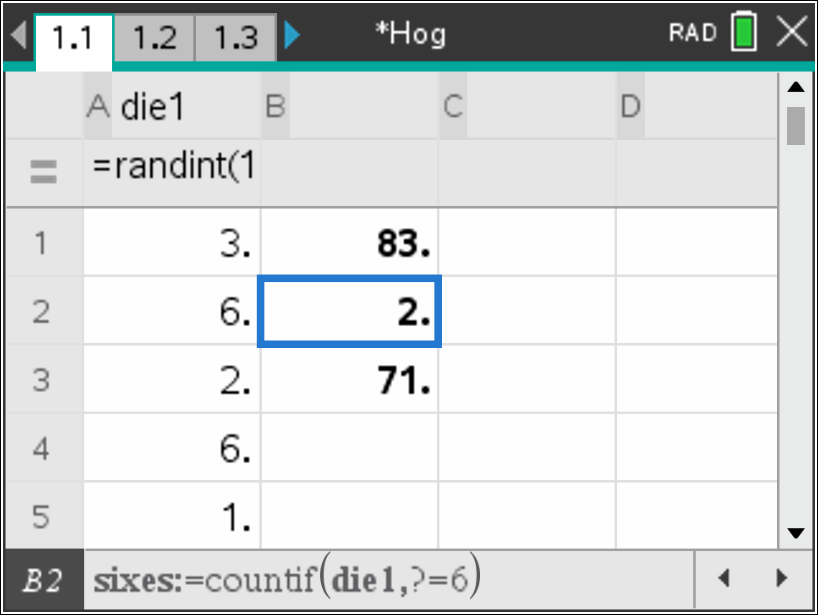 1.1 1.2 1.3 *Hog RAD
A die1 B C D
= =randint(1
1 3. 83.
2 6. 2.
3 2. 71.
4 6.
5 1.
B2 sixes:=countif(die1,?=6)